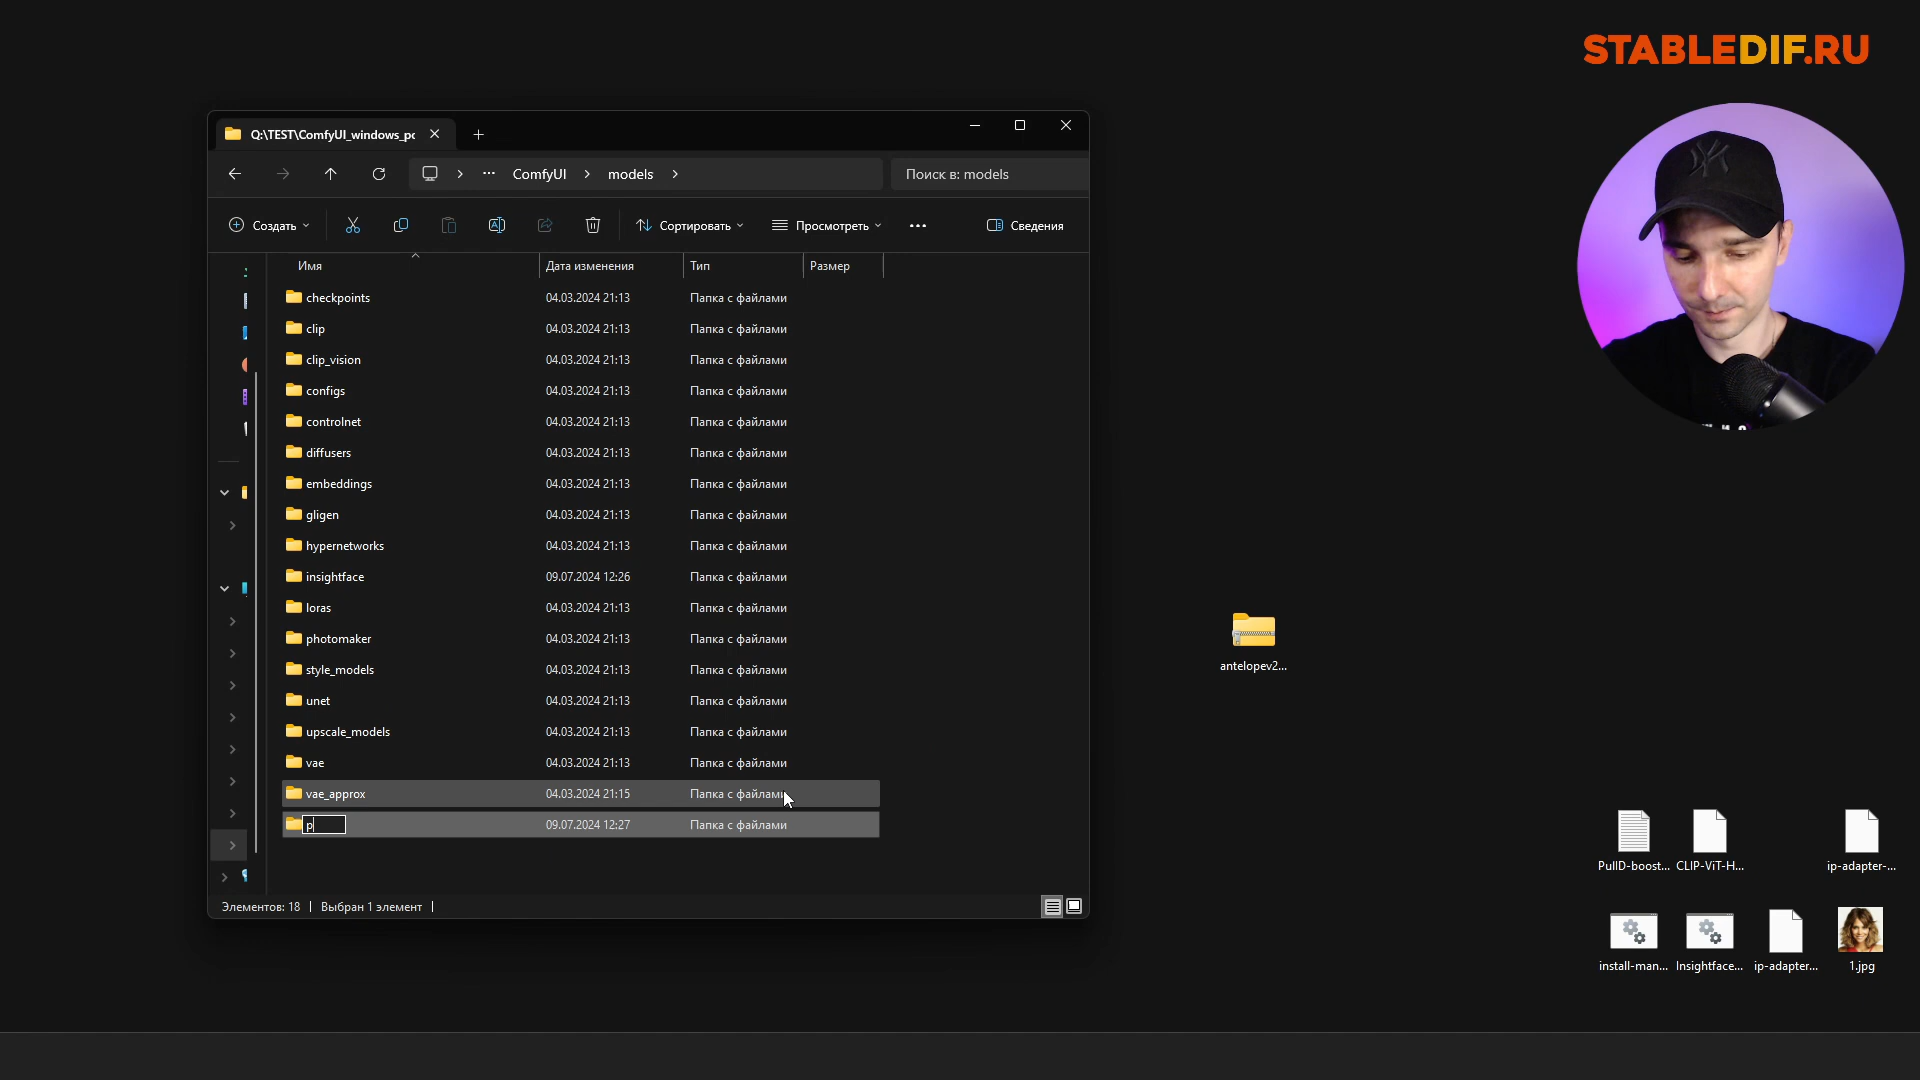 STABLEDIF.RU
Q:\TEST\ComfyUI_windows_po
ComfyUI models
Поиск в: models
Создать
Сортировать
Просмотреть
Сведения
Имя Дата изменения Тип Размер
checkpoints 04.03.2024 21:13 Папка с файлами
clip 04.03.2024 21:13 Папка с файлами
clip_vision 04.03.2024 21:13 Папка с файлами
configs 04.03.2024 21:13 Папка с файлами
controlnet 04.03.2024 21:13 Папка с файлами
diffusers 04.03.2024 21:13 Папка с файлами
embeddings 04.03.2024 21:13 Папка с файлами
gligen 04.03.2024 21:13 Папка с файлами
hypernetworks 04.03.2024 21:13 Папка с файлами
insightface 09.07.2024 12:26 Папка с файлами
loras 04.03.2024 21:13 Папка с файлами
photomaker 04.03.2024 21:13 Папка с файлами
style_models 04.03.2024 21:13 Папка с файлами
unet 04.03.2024 21:13 Папка с файлами
upscale_models 04.03.2024 21:13 Папка с файлами
vae 04.03.2024 21:13 Папка с файлами
vae_approx 04.03.2024 21:15 Папка с файлами
p 09.07.2024 12:27 Папка с файлами
Элементов: 18 Выбран 1 элемент
antelopev2...
PuliD-boost... CLIP-ViT-H... ip-adapter-...
install-man... Insightface... ip-adapter... 1.jpg